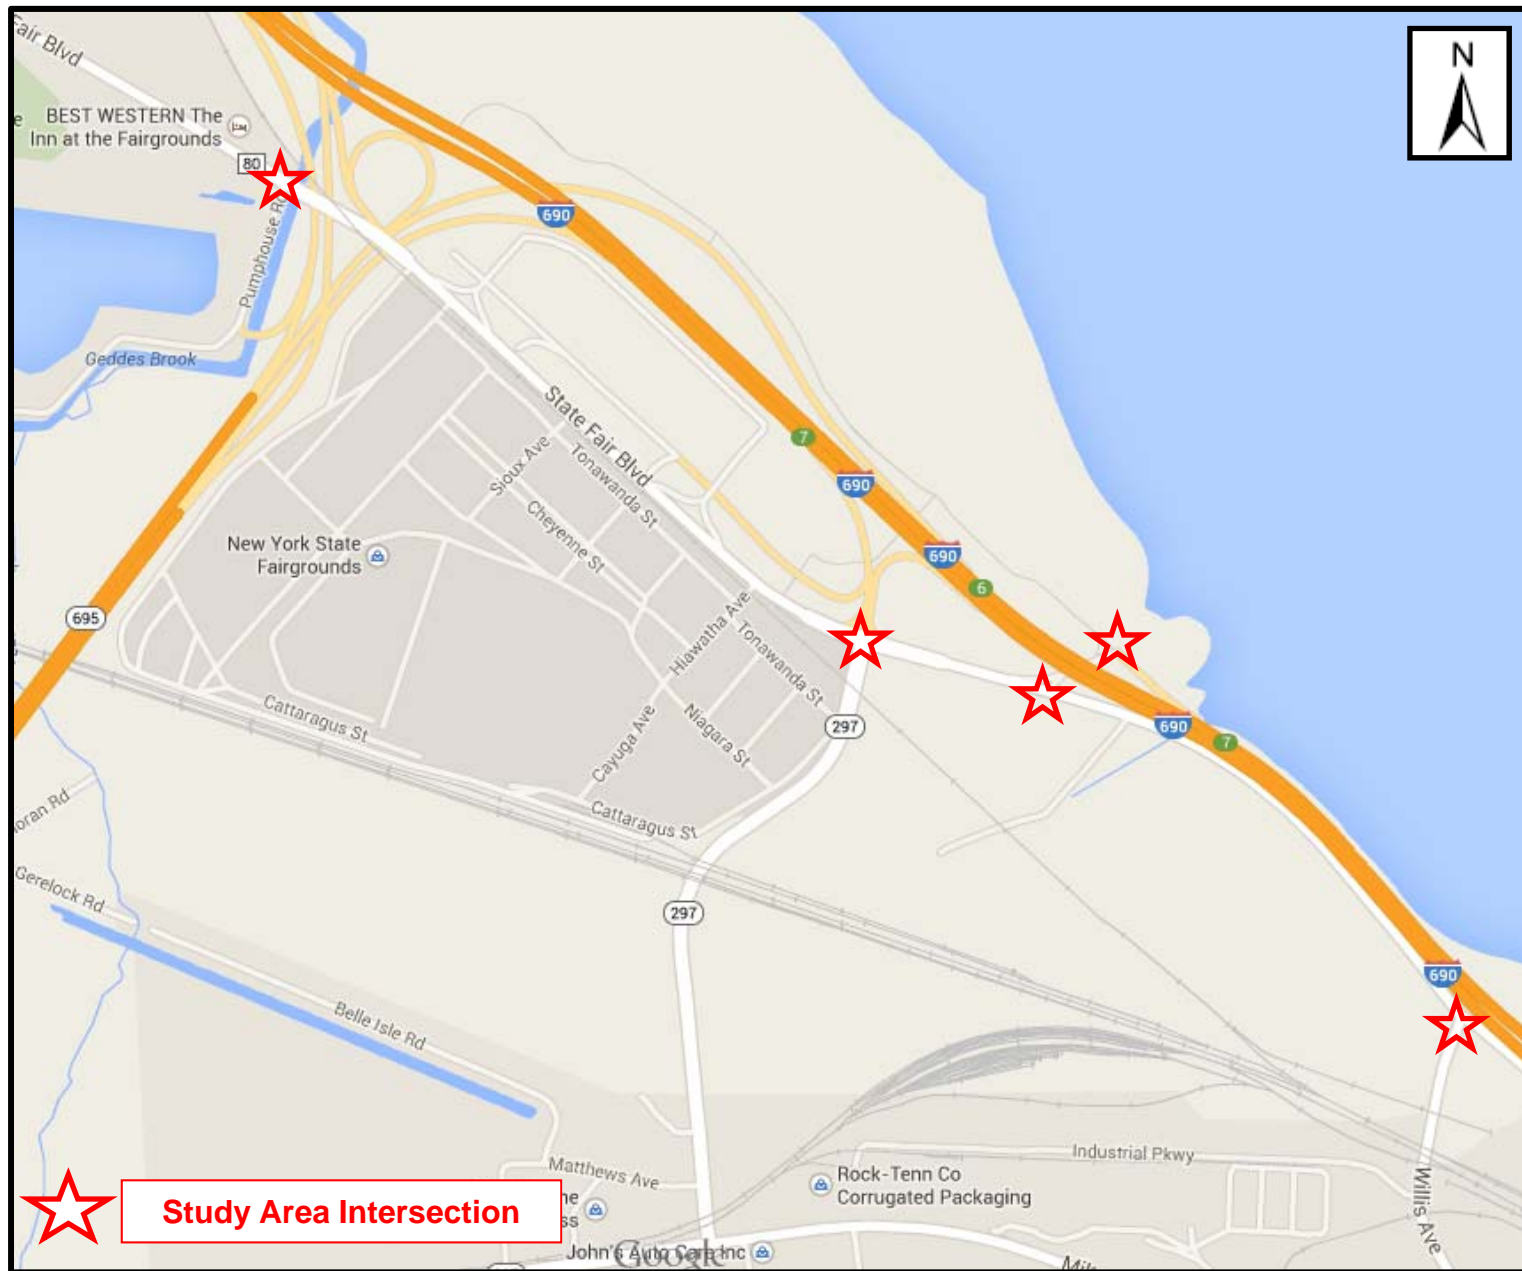 Fair Blvd
N
BEST WESTERN The
Inn at the Fairgrounds
80
Pumphouse Rd
690
Geddes Brook
State Fair Blvd
7
Sioux Ave
Tonawanda St
690
Cheyenne St
New York State
Fairgrounds
690
6
695
Hiawatha Ave
Tonawanda St
Cattaragus St
Cayuga Ave
Niagara St
297
690
7
oran Rd
Cattaragus St
Gerelock Rd
297
690
Belle Isle Rd
Industrial Pkwy
Matthews Ave
Rock-Tenn Co
Corrugated Packaging
Willis Ave
ne
ss
Study Area Intersection
John's Auto Care Inc
Google